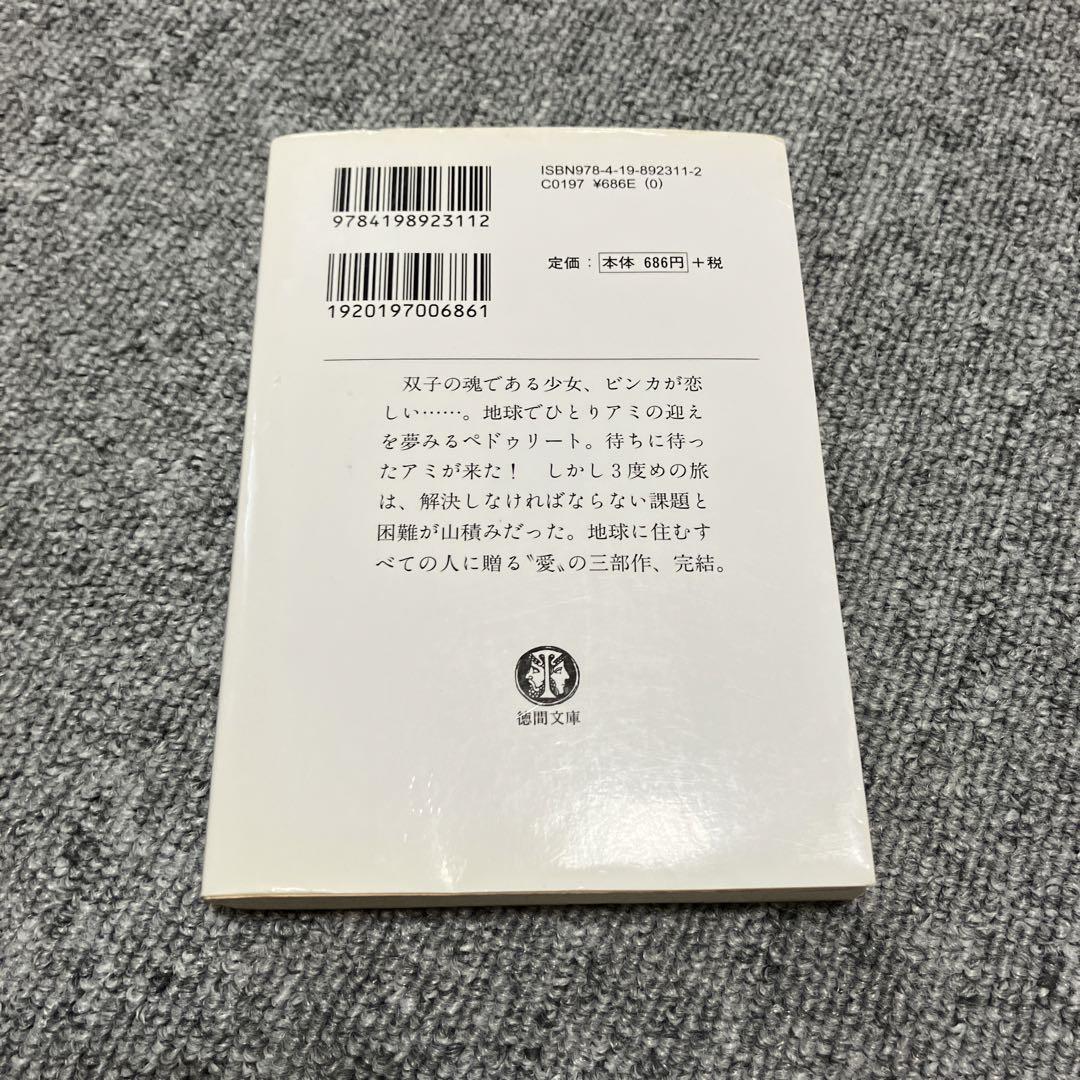 ISBN978-4-19-892311-2
C0197 ¥686E (0)
9784198923112
定価：本体 686円＋税
1920197006861
双子の魂である少女、ビンカが恋
しい……。地球でひとりアミの迎え
を夢みるペドゥリート。待ちに待っ
たアミが来た！　しかし３度めの旅
は、解決しなければならない課題と
困難が山積みだった。地球に住むす
べての人に贈る〝愛〟の三部作、完結。
徳間文庫